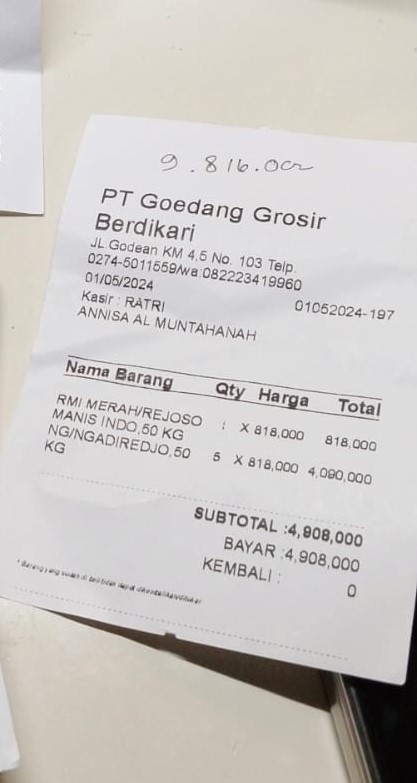 9.816.000
PT Goedang Grosir
Berdikari
JL.Godean KM 4,5 No. 103 Telp.
0274-5011559/wa:082223419960
01/05/2024 01052024-197
Kasir : RATRI
ANNISA AL MUNTAHANAH
Nama Barang Qty Harga Total
RMI MERAH/REJOSO 1 X 818,000 818,000
MANIS INDO,50 KG
NG/NGADIREDJO,50 5 X 818,000 4,090,000
KG
SUBTOTAL :4,908,000
BAYAR :4,908,000
KEMBALI : 0
* Barang yang sudah di beli tidak dapat